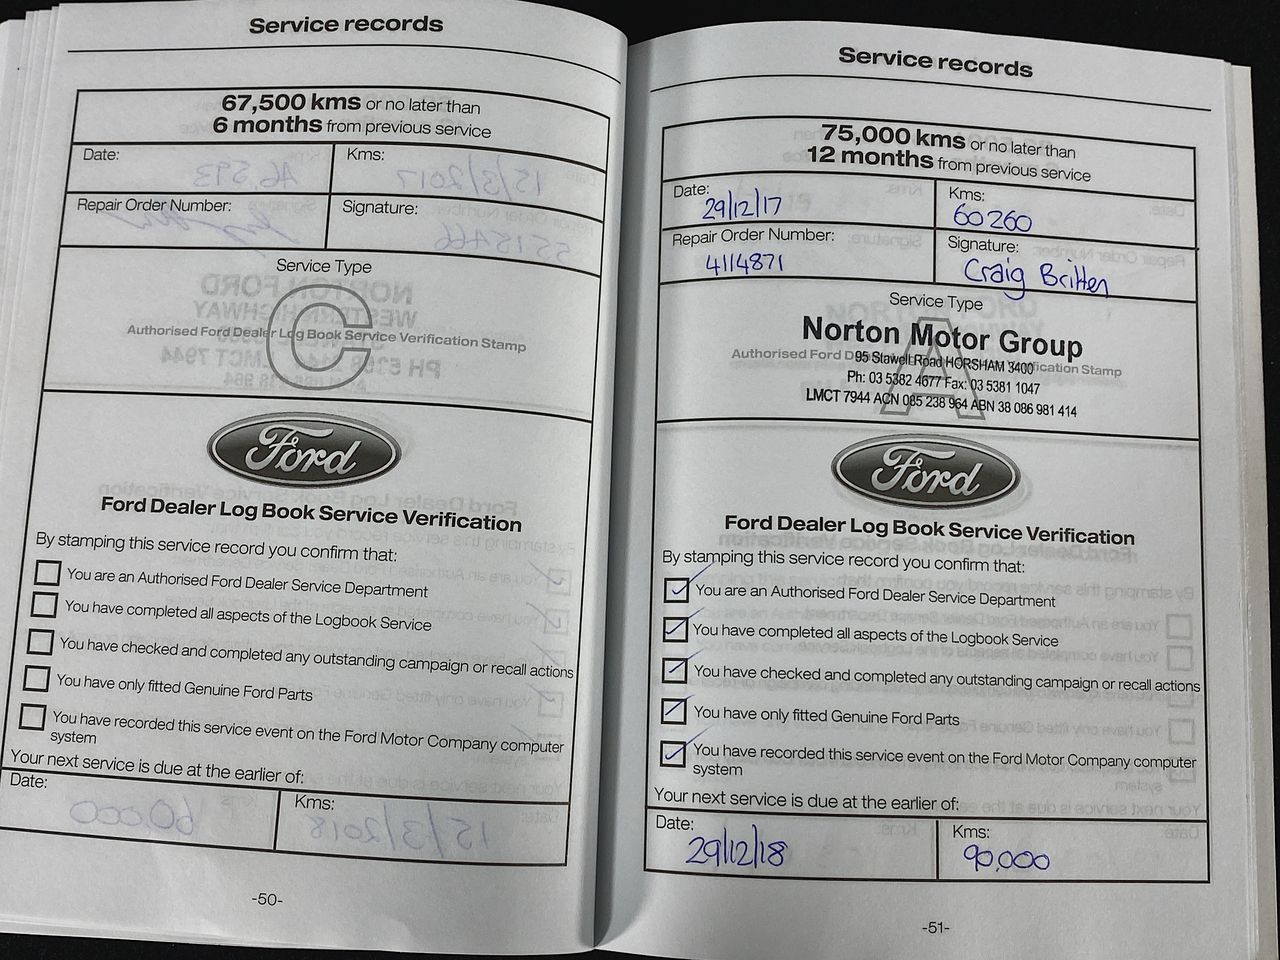 Service records
67,500 kms or no later than
6 months from previous service
Date:
Kms:
Repair Order Number:
Signature:
Service Type
C
Authorised Ford Dealer Log Book Service Verification Stamp
Ford
Ford Dealer Log Book Service Verification
By stamping this service record you confirm that:
You are an Authorised Ford Dealer Service Department
You have completed all aspects of the Logbook Service
You have checked and completed any outstanding campaign or recall actions
You have only fitted Genuine Ford Parts
You have recorded this service event on the Ford Motor Company computer
system
Your next service is due at the earlier of:
Date:
Kms:
-50-
Service records
75,000 kms or no later than
12 months from previous service
Date:
29/12/17
Kms:
60260
Repair Order Number:
4114871
Signature:
Craig Britten
Service Type
A
Norton Motor Group
Authorised Ford Verification Stamp
95 Stawell Road HORSHAM 3400
Ph: 03 5382 4677 Fax: 03 5381 1047
LMCT 7944 ACN 085 238 964 ABN 38 086 981 414
Ford
Ford Dealer Log Book Service Verification
By stamping this service record you confirm that:
You are an Authorised Ford Dealer Service Department
You have completed all aspects of the Logbook Service
You have checked and completed any outstanding campaign or recall actions
You have only fitted Genuine Ford Parts
You have recorded this service event on the Ford Motor Company computer
system
Your next service is due at the earlier of:
Date:
29/12/18
Kms:
90,000
-51-